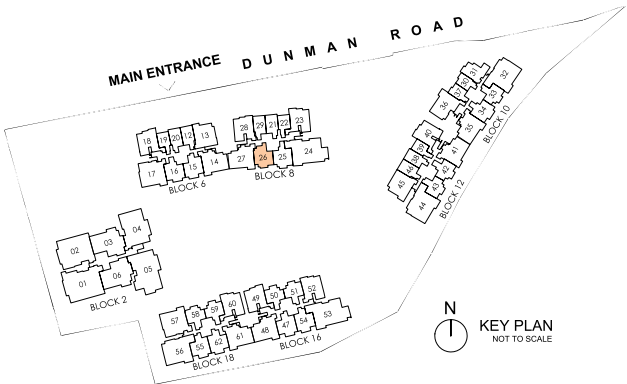 DUNMAN ROAD
MAIN ENTRANCE
18 19 20 12 13
17 16 15 14
BLOCK 6
28 29 21 22 23
27 26 25 24
BLOCK 8
31 32
30
37
36 33
34
35
BLOCK 10
40
39 41
38
46 42
45 43
44
BLOCK 12
04
03
02
01 06 05
BLOCK 2
57 58 59 60
56 55 62 61
BLOCK 18
49 50 51 52
48 47 54 53
BLOCK 16
N
KEY PLAN
NOT TO SCALE